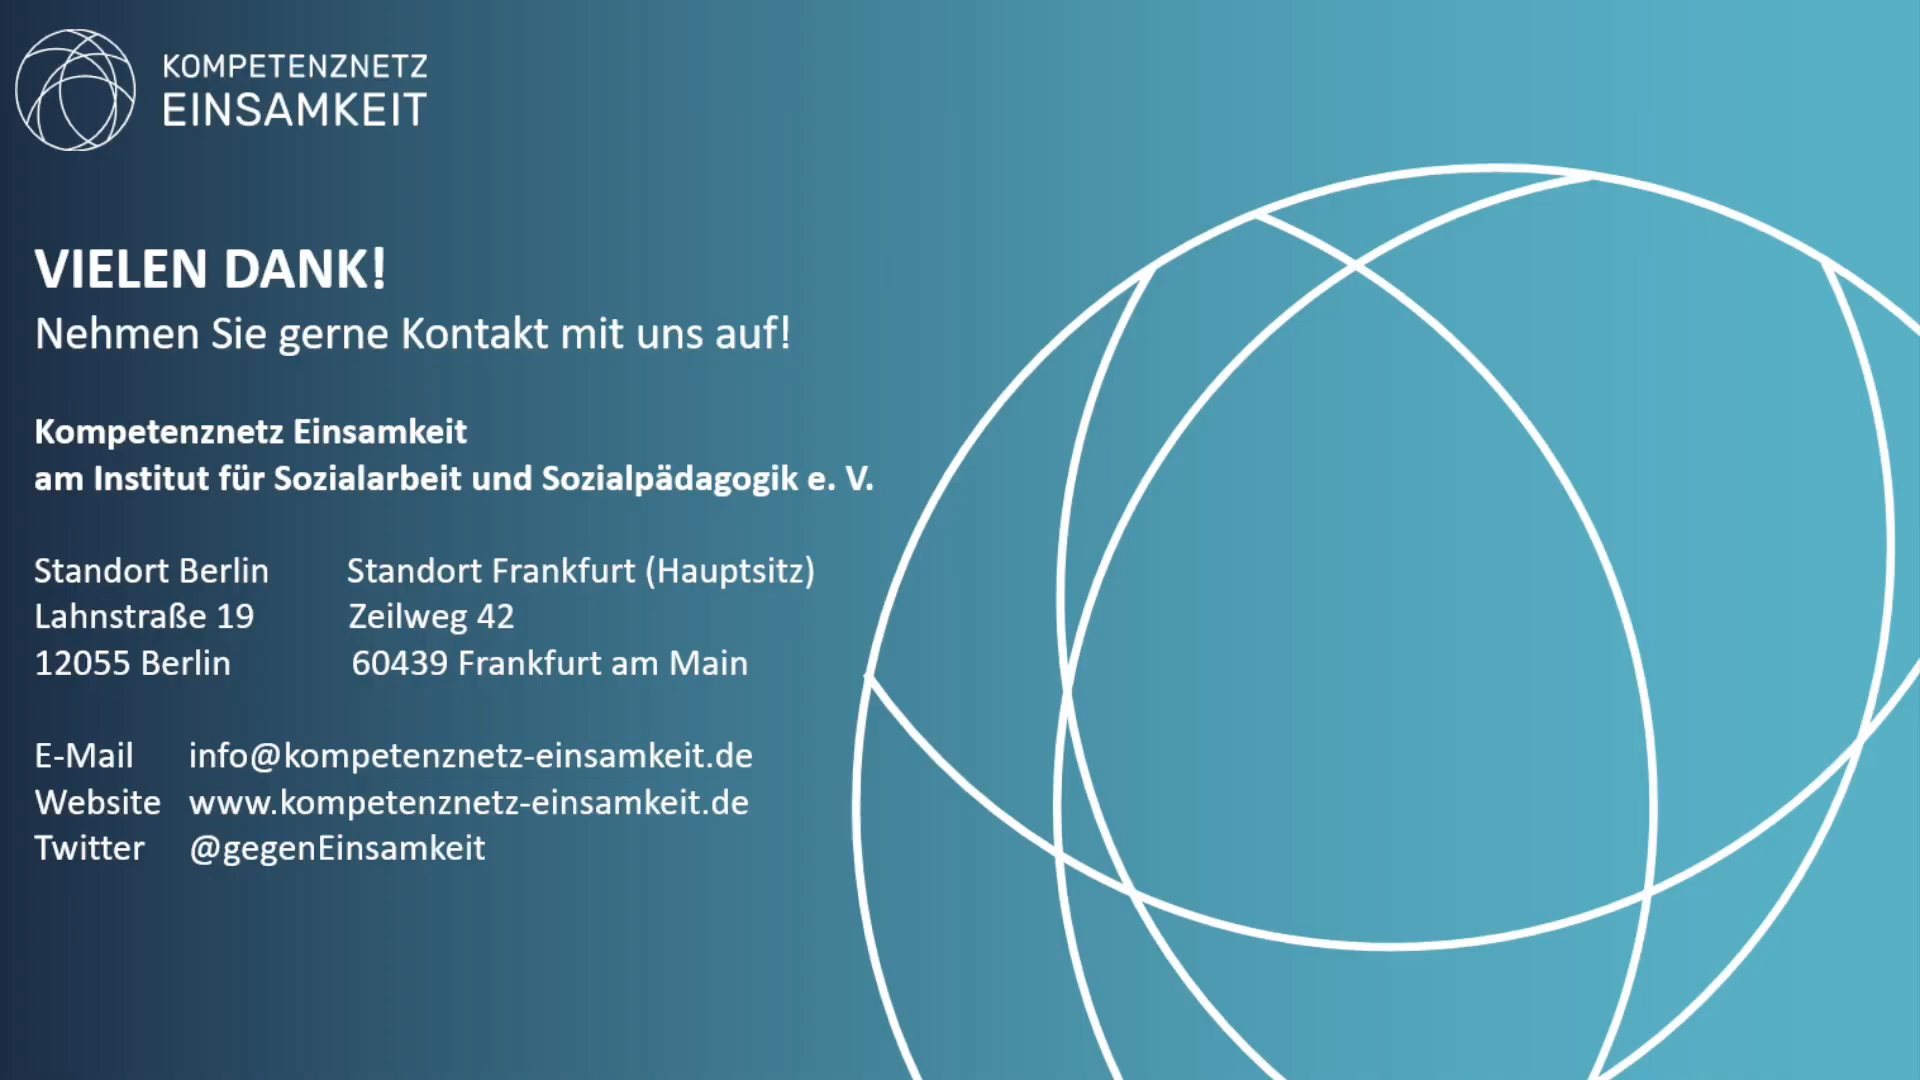 KOMPETENZNETZ
EINSAMKEIT
VIELEN DANK!
Nehmen Sie gerne Kontakt mit uns auf!
Kompetenznetz Einsamkeit
am Institut für Sozialarbeit und Sozialpädagogik e. V.
Standort Berlin Standort Frankfurt (Hauptsitz)
Lahnstraße 19 Zeilweg 42
12055 Berlin 60439 Frankfurt am Main
E-Mail info@kompetenznetz-einsamkeit.de
Website www.kompetenznetz-einsamkeit.de
Twitter @gegenEinsamkeit